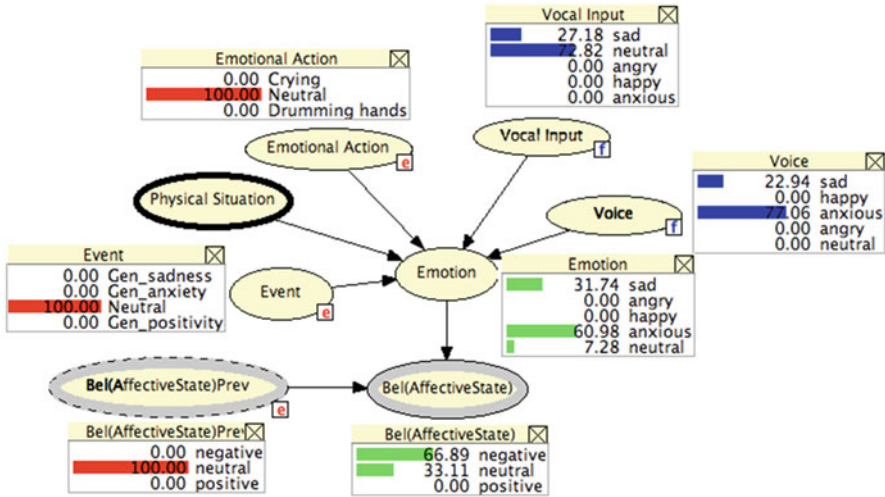 Vocal Input
27.18 sad
72.82 neutral
0.00 angry
0.00 happy
0.00 anxious
Emotional Action
0.00 Crying
100.00 Neutral
0.00 Drumming hands
Emotional Action
e
Vocal Input
f
Voice
22.94 sad
0.00 happy
77.06 anxious
0.00 angry
0.00 neutral
Physical Situation
Voice
f
Event
0.00 Gen_sadness
0.00 Gen_anxiety
100.00 Neutral
0.00 Gen_positivity
Event
e
Emotion
Emotion
31.74 sad
0.00 angry
0.00 happy
60.98 anxious
7.28 neutral
Bel(AffectiveState)Prev
e
Bel(AffectiveState)
Bel(AffectiveState)Prev
0.00 negative
100.00 neutral
0.00 positive
Bel(AffectiveState)
66.89 negative
33.11 neutral
0.00 positive